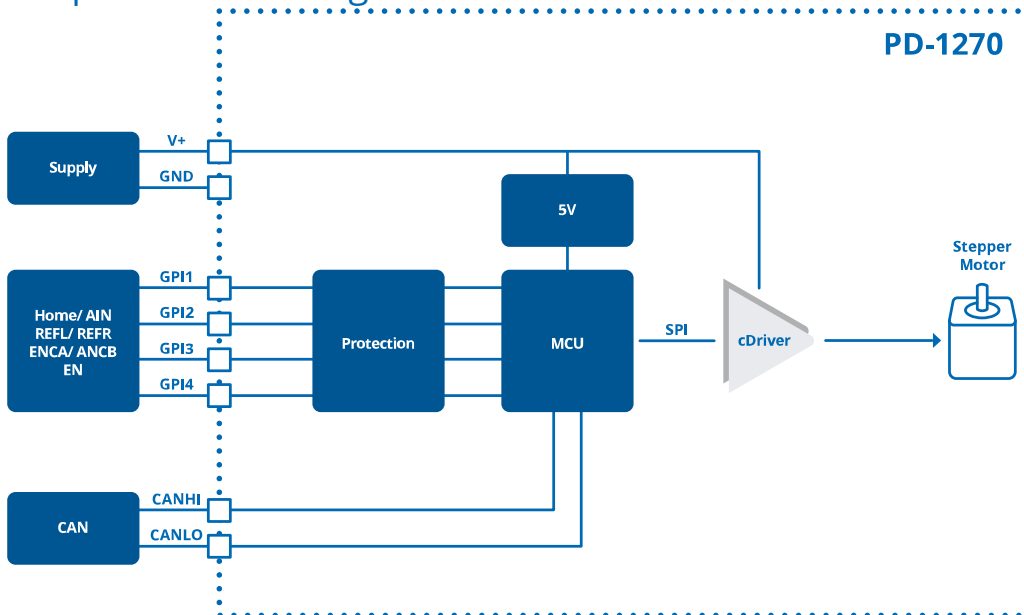 PD-1270
V+
Supply
GND
5V
Stepper
Motor
GPI1
Home/ AIN
REFL/ REFR
ENCA/ ANCB
EN
GPI2
GPI3
GPI4
Protection
MCU
SPI
cDriver
CANHI
CAN
CANLO